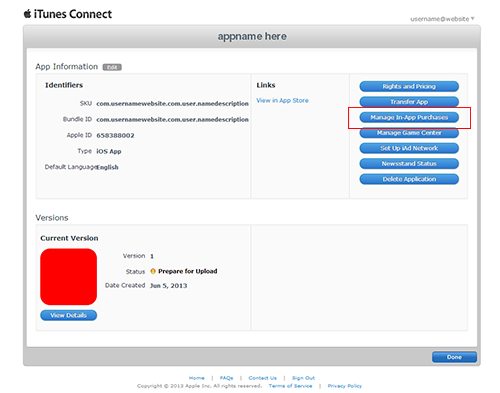 iTunes Connect
username@website
appname here
App Information Edit
Identifiers
SKU com.usernamewebsite.com.user.namedescription
Bundle ID com.usernamewebsite.com.user.namedescription
Apple ID 658388002
Type iOS App
Default Language English
Links
View in App Store
Rights and Pricing
Transfer App
Manage In-App Purchases
Manage Game Center
Set Up iAd Network
Newsstand Status
Delete Application
Versions
Current Version
Version 1
Status Prepare for Upload
Date Created Jun 5, 2013
View Details
Done
Home | FAQs | Contact Us | Sign Out
Copyright © 2013 Apple Inc. All rights reserved. Terms of Service | Privacy Policy